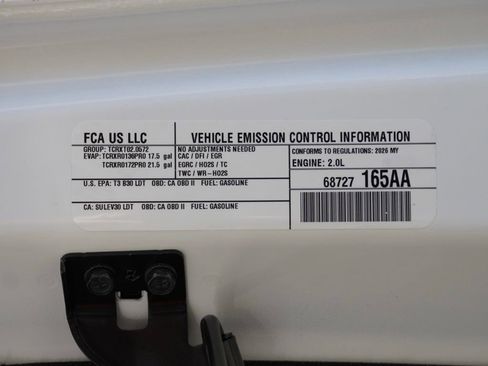 FCA US LLC
VEHICLE EMISSION CONTROL INFORMATION
GROUP: TCRXT02.0572
EVAP: TCRXR0136PR0 17.5 gal
TCRXR0172PR0 21.5 gal
NO ADJUSTMENTS NEEDED
CAC / DFI / EGR
EGRC / HO2S / TC
TWC / WR-HO2S
CONFORMS TO REGULATIONS: 2026 MY
ENGINE: 2.0L
U.S. EPA: T3 B30 LDT OBD: CA OBD II FUEL: GASOLINE
68727 165AA
CA: SULEV30 LDT OBD: CA OBD II FUEL: GASOLINE